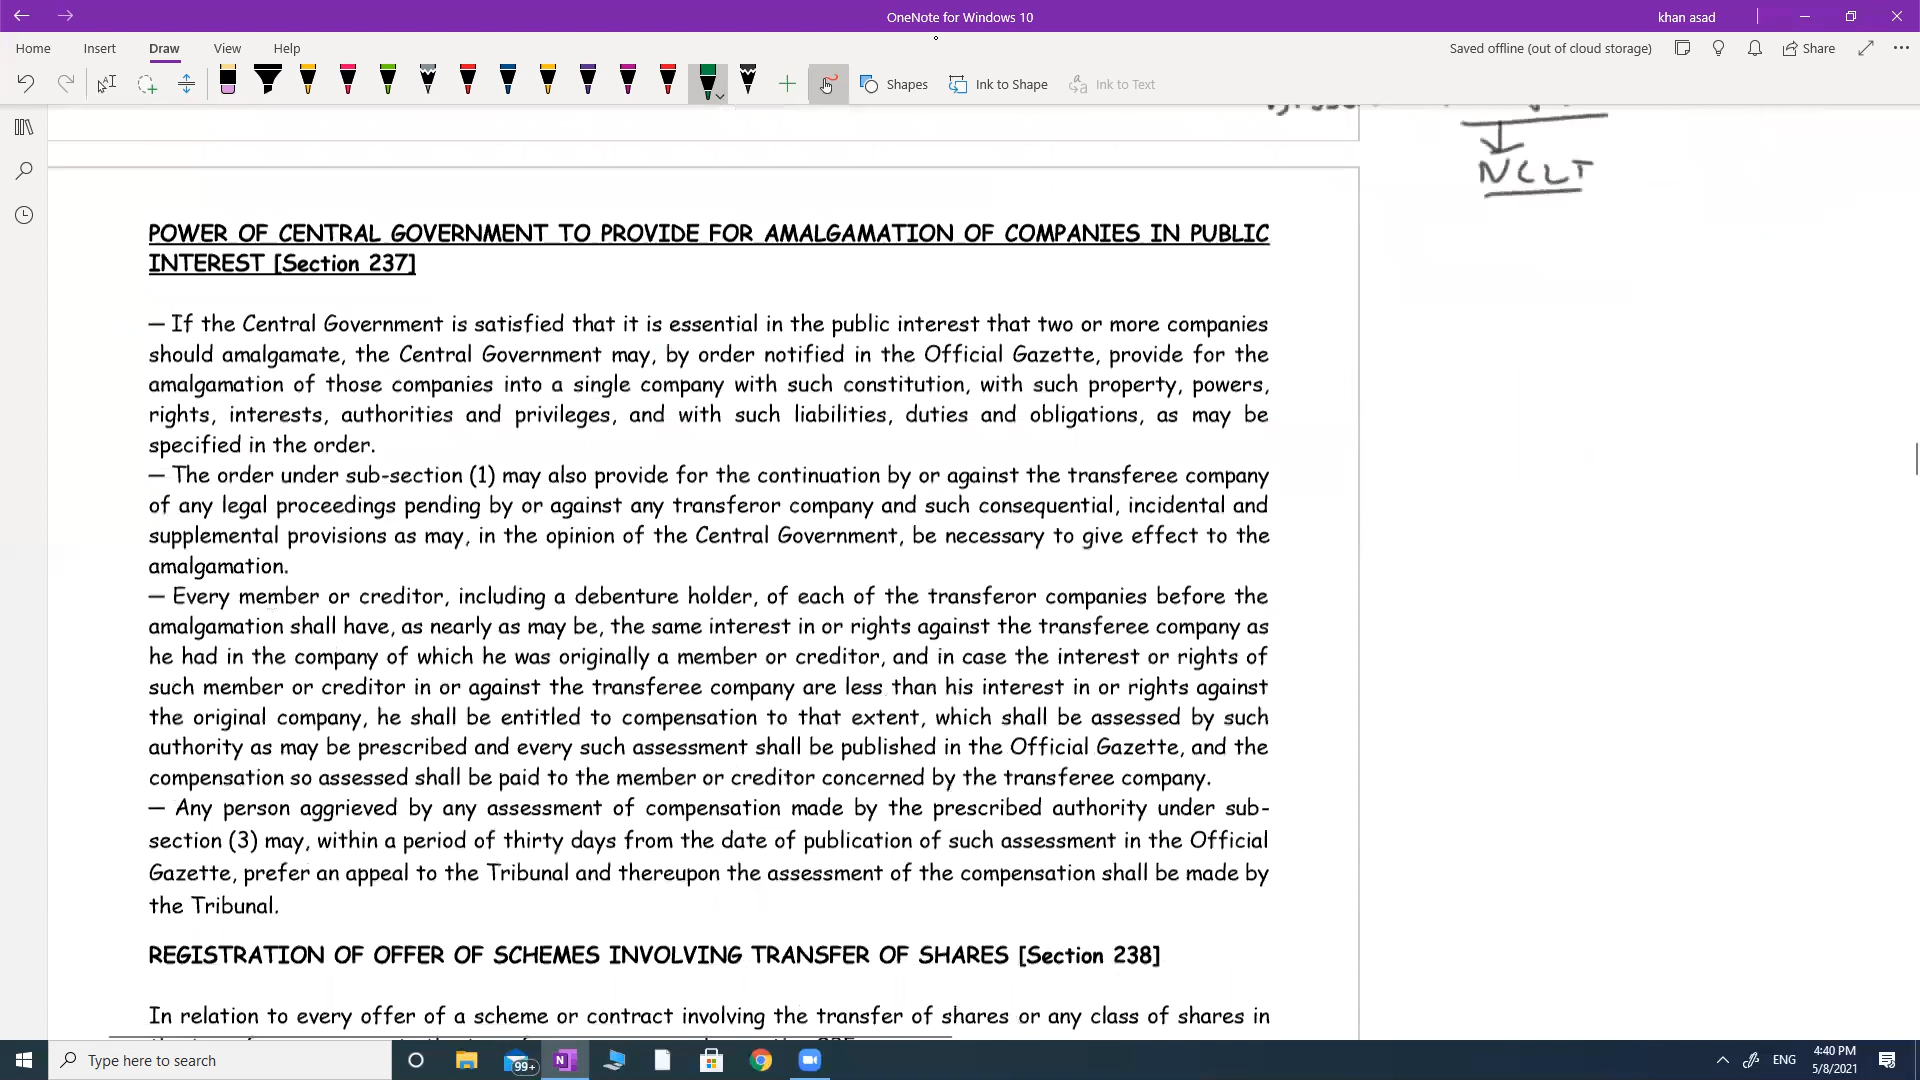 OneNote for Windows 10
khan asad
Home Insert Draw View Help
Saved offline (out of cloud storage)
Share
Shapes
Ink to Shape
Ink to Text
NCLT
POWER OF CENTRAL GOVERNMENT TO PROVIDE FOR AMALGAMATION OF COMPANIES IN PUBLIC
INTEREST [Section 237]
— If the Central Government is satisfied that it is essential in the public interest that two or more companies
should amalgamate, the Central Government may, by order notified in the Official Gazette, provide for the
amalgamation of those companies into a single company with such constitution, with such property, powers,
rights, interests, authorities and privileges, and with such liabilities, duties and obligations, as may be
specified in the order.
— The order under sub-section (1) may also provide for the continuation by or against the transferee company
of any legal proceedings pending by or against any transferor company and such consequential, incidental and
supplemental provisions as may, in the opinion of the Central Government, be necessary to give effect to the
amalgamation.
— Every member or creditor, including a debenture holder, of each of the transferor companies before the
amalgamation shall have, as nearly as may be, the same interest in or rights against the transferee company as
he had in the company of which he was originally a member or creditor, and in case the interest or rights of
such member or creditor in or against the transferee company are less than his interest in or rights against
the original company, he shall be entitled to compensation to that extent, which shall be assessed by such
authority as may be prescribed and every such assessment shall be published in the Official Gazette, and the
compensation so assessed shall be paid to the member or creditor concerned by the transferee company.
— Any person aggrieved by any assessment of compensation made by the prescribed authority under sub-
section (3) may, within a period of thirty days from the date of publication of such assessment in the Official
Gazette, prefer an appeal to the Tribunal and thereupon the assessment of the compensation shall be made by
the Tribunal.
REGISTRATION OF OFFER OF SCHEMES INVOLVING TRANSFER OF SHARES [Section 238]
In relation to every offer of a scheme or contract involving the transfer of shares or any class of shares in
Type here to search
99+
ENG
4:40 PM
5/8/2021